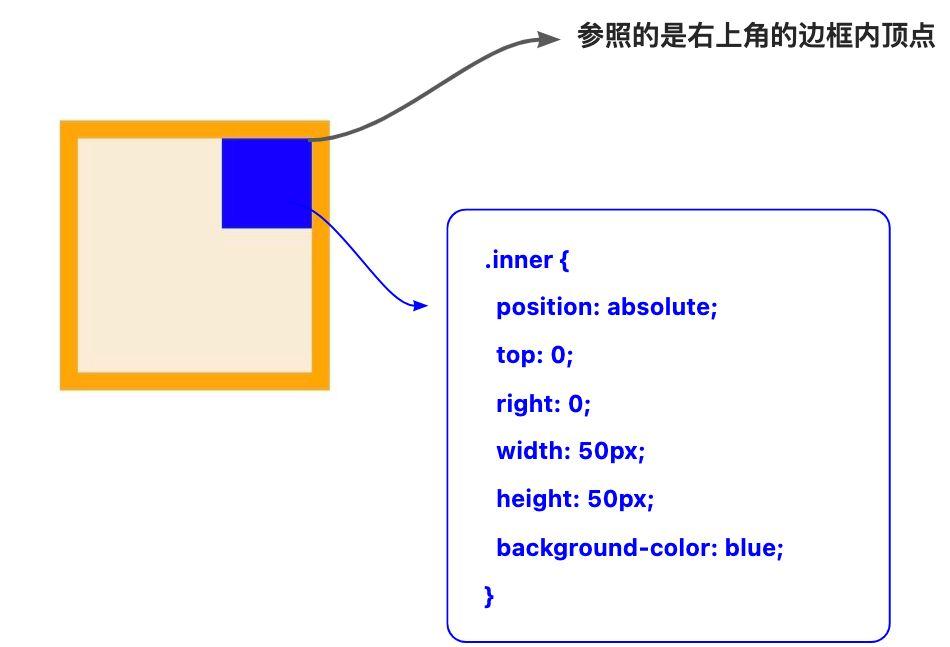 参照的是右上角的边框内顶点
.inner {
position: absolute;
top: 0;
right: 0;
width: 50px;
height: 50px;
background-color: blue;
}